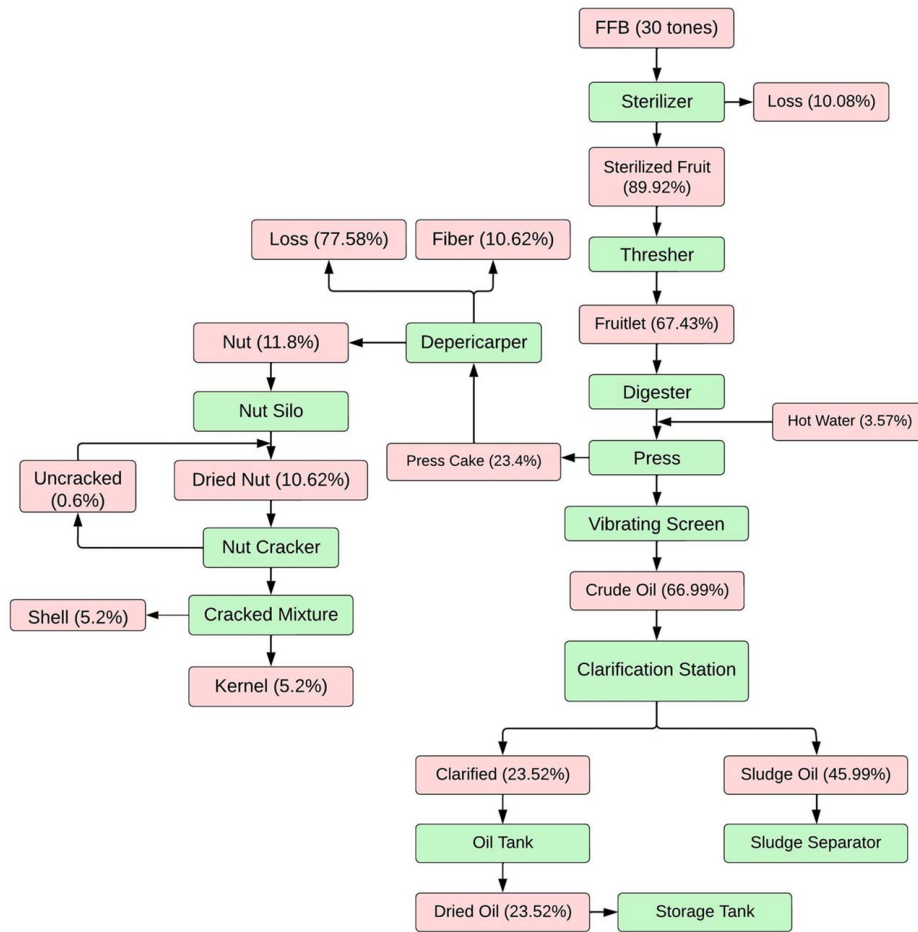 FFB (30 tones)
Sterilizer
Loss (10.08%)
Sterilized Fruit
(89.92%)
Loss (77.58%)
Fiber (10.62%)
Thresher
Fruitlet (67.43%)
Nut (11.8%)
Depericarper
Digester
Nut Silo
Hot Water (3.57%)
Press Cake (23.4%)
Press
Uncracked
(0.6%)
Dried Nut (10.62%)
Vibrating Screen
Nut Cracker
Crude Oil (66.99%)
Shell (5.2%)
Cracked Mixture
Clarification Station
Kernel (5.2%)
Clarified (23.52%)
Sludge Oil (45.99%)
Oil Tank
Sludge Separator
Dried Oil (23.52%)
Storage Tank